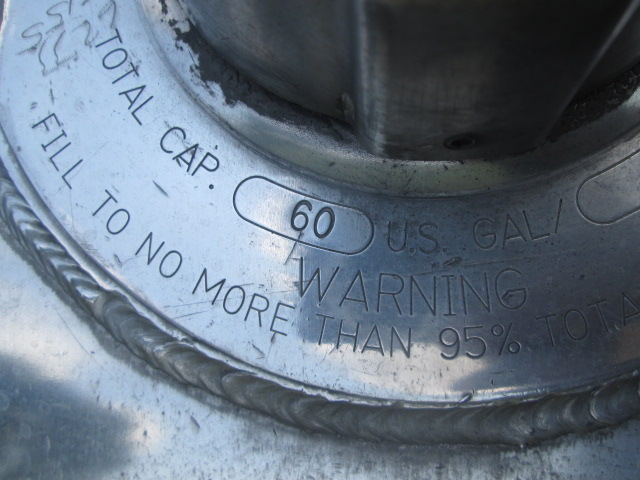 TOTAL CAP. 60 U.S. GAL/
WARNING
FILL TO NO MORE THAN 95% TOTA